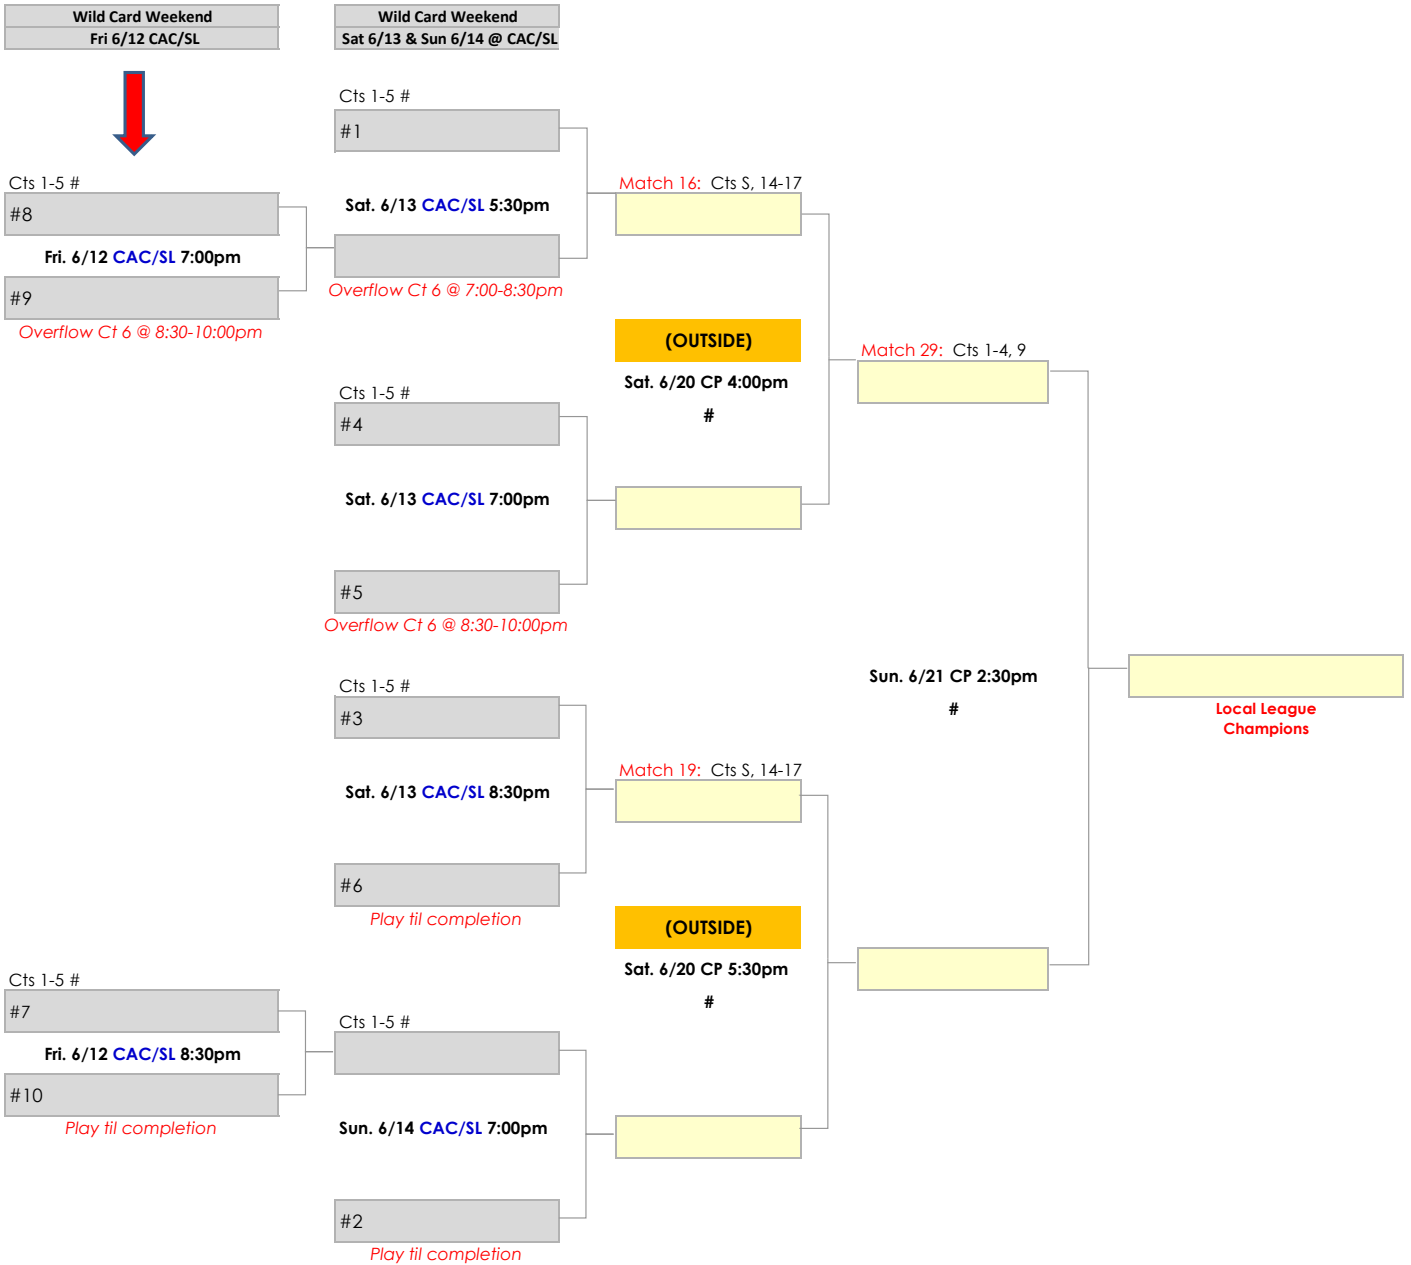 Wild Card Weekend
Fri 6/12 CAC/SL
Wild Card Weekend
Sat 6/13 & Sun 6/14 @ CAC/SL
Cts 1-5 #
#1
Cts 1-5 #
#8
Sat. 6/13 CAC/SL 5:30pm
Match 16: Cts S, 14-17
Fri. 6/12 CAC/SL 7:00pm
#9
Overflow Ct 6 @ 7:00-8:30pm
Overflow Ct 6 @ 8:30-10:00pm
(OUTSIDE)
Match 29: Cts 1-4, 9
Sat. 6/20 CP 4:00pm
Cts 1-5 #
#4
#
Sat. 6/13 CAC/SL 7:00pm
#5
Overflow Ct 6 @ 8:30-10:00pm
Sun. 6/21 CP 2:30pm
#
Local League
Champions
Cts 1-5 #
#3
Match 19: Cts S, 14-17
Sat. 6/13 CAC/SL 8:30pm
#6
Play til completion
(OUTSIDE)
Sat. 6/20 CP 5:30pm
#
Cts 1-5 #
#7
Cts 1-5 #
Fri. 6/12 CAC/SL 8:30pm
#10
Play til completion
Sun. 6/14 CAC/SL 7:00pm
#2
Play til completion